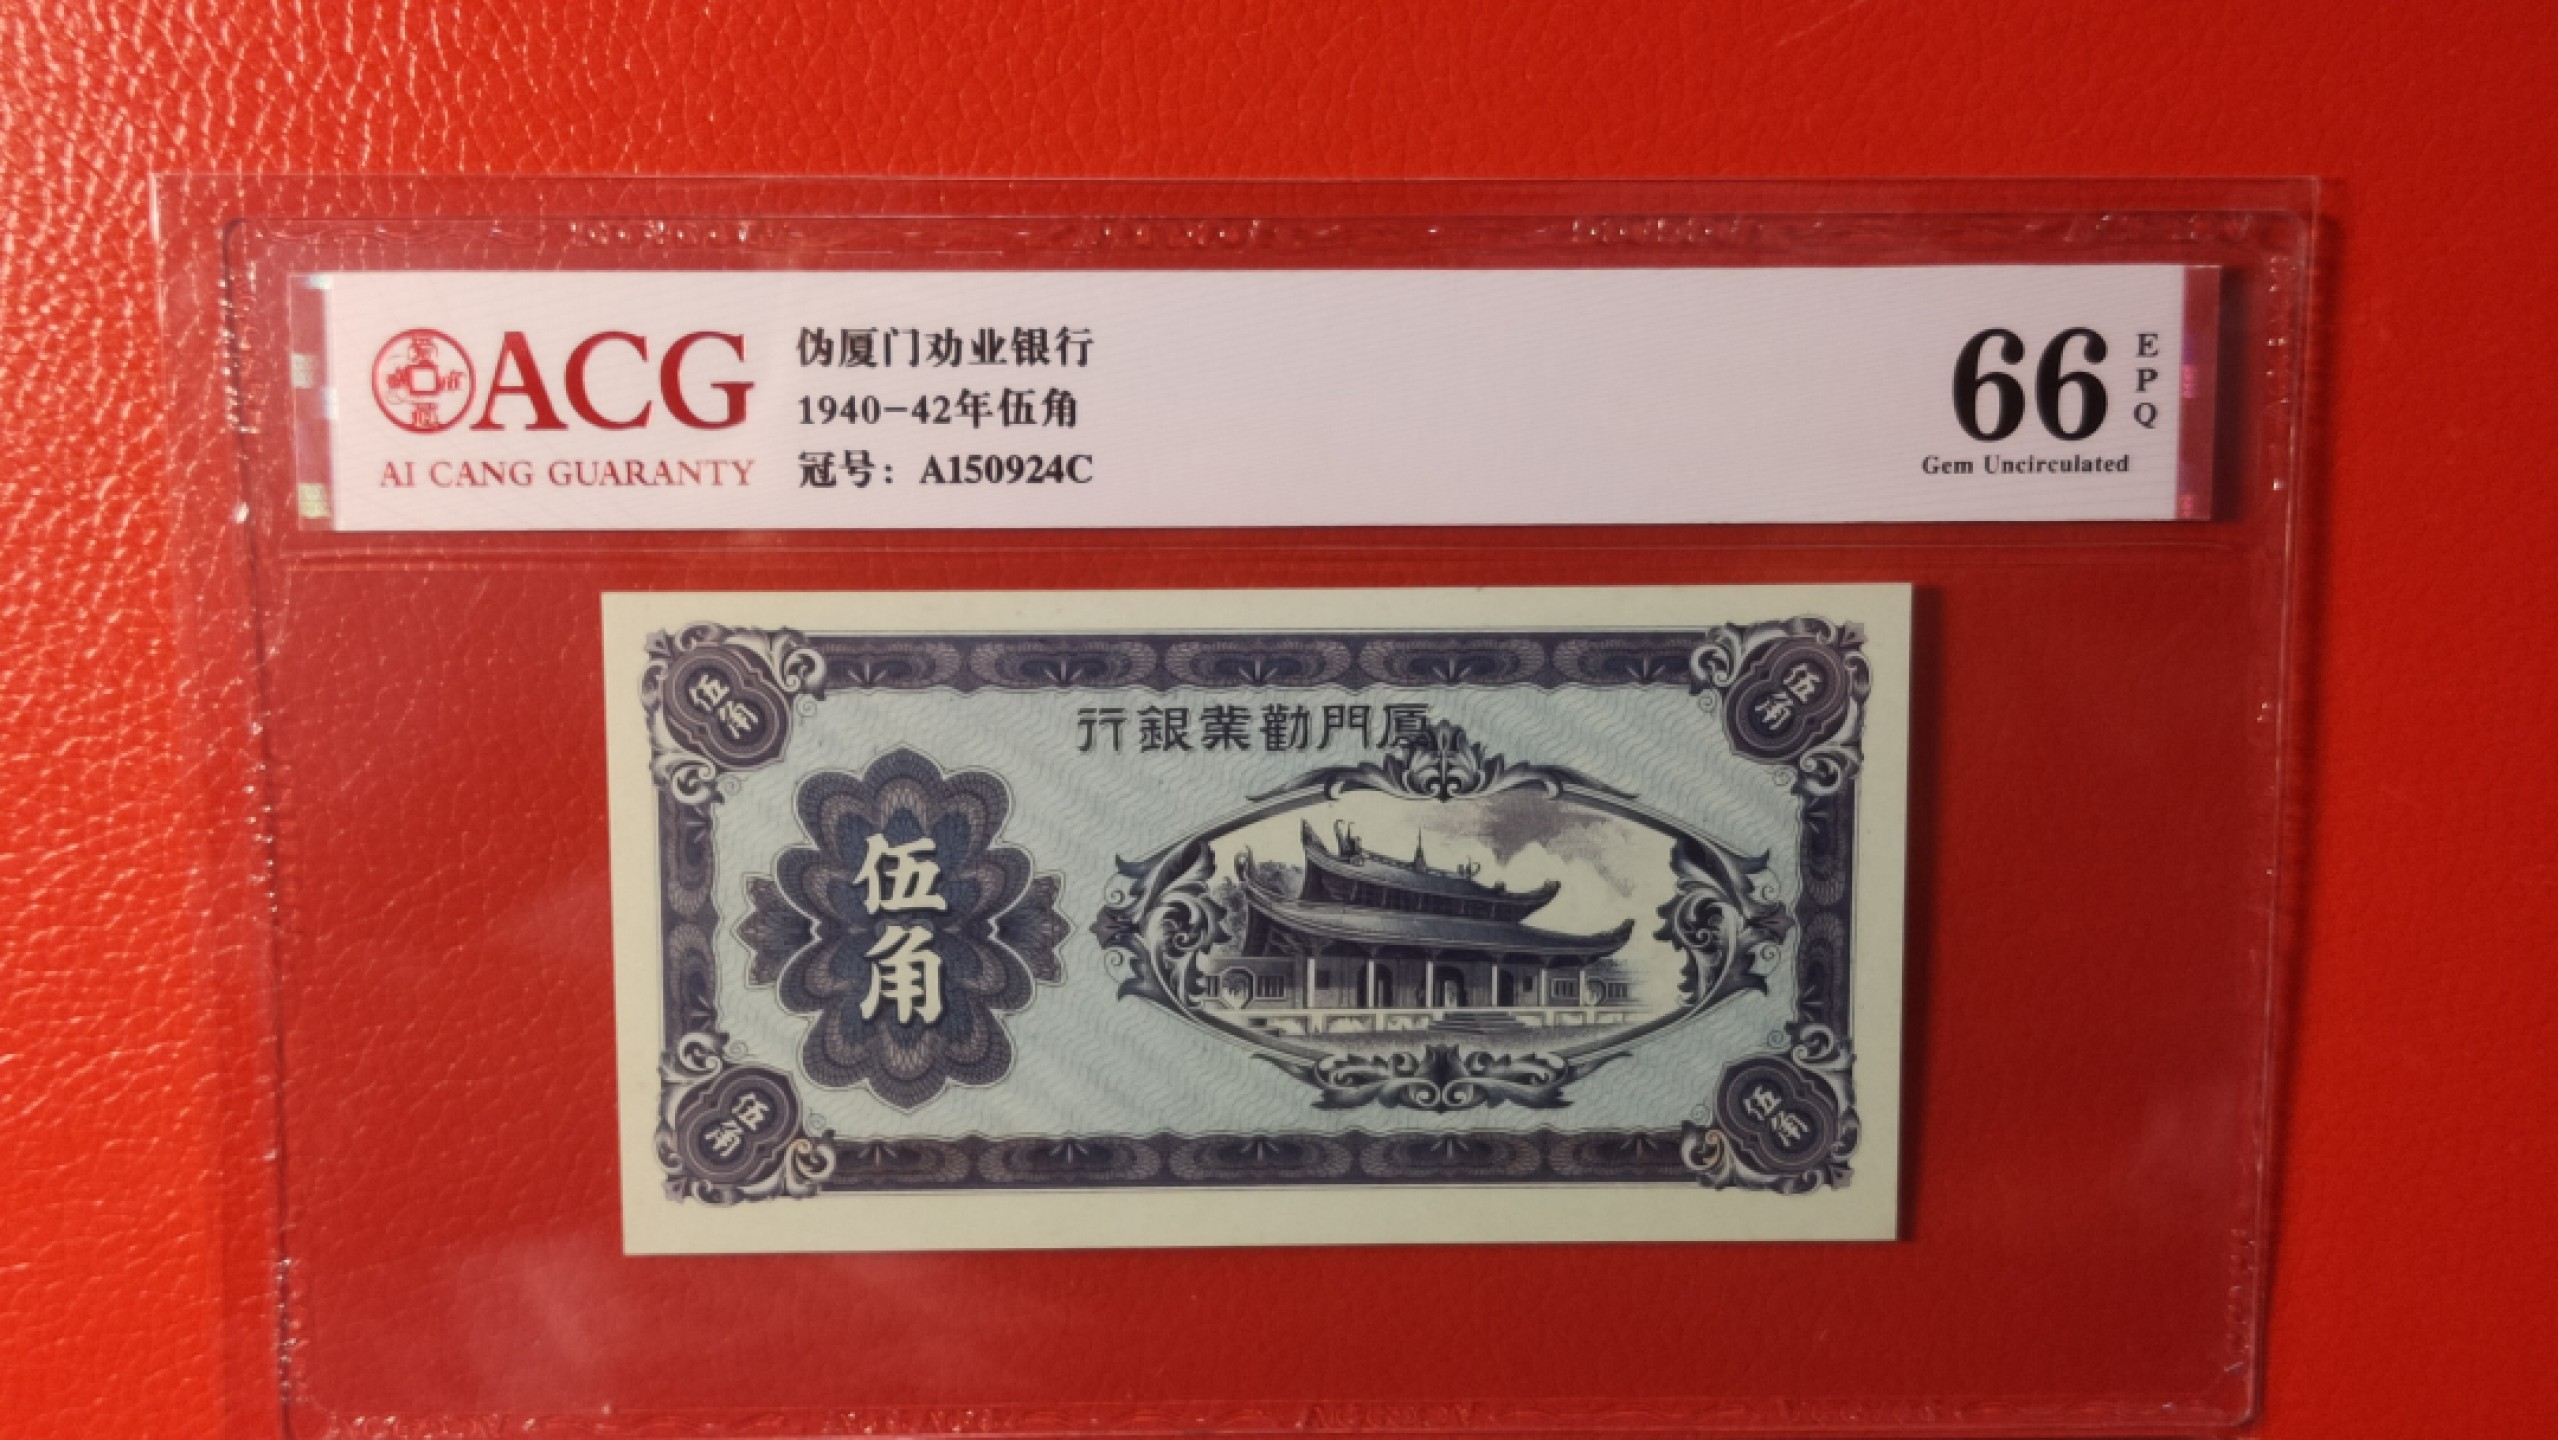 ACG
AI CANG GUARANTY
伪厦门劝业银行
1940-42年伍角
冠号：A150924C
66
EPQ
Gem Uncirculated
伍角
伍角
行銀業勸門厦
伍角
伍角
伍角